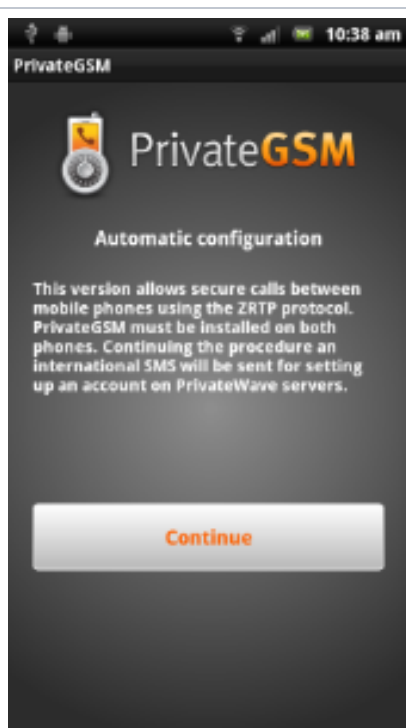 10:38 am
PrivateGSM
PrivateGSM
Automatic configuration
This version allows secure calls between
mobile phones using the ZRTP protocol.
PrivateGSM must be installed on both
phones. Continuing the procedure an
international SMS will be sent for setting
up an account on PrivateWave servers.
Continue